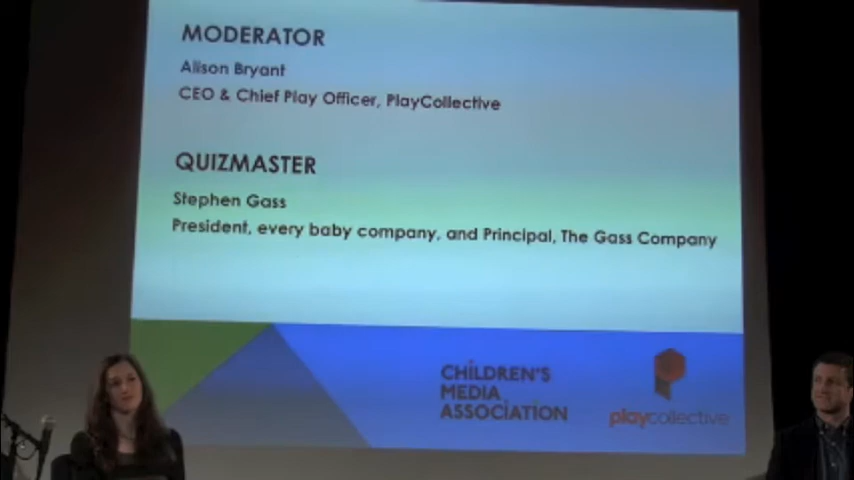 MODERATOR
Alison Bryant
CEO & Chief Play Officer, PlayCollective
QUIZMASTER
Stephen Gass
President, every baby company, and Principal, The Gass Company
CHILDREN'S
MEDIA
ASSOCIATION
playcollective